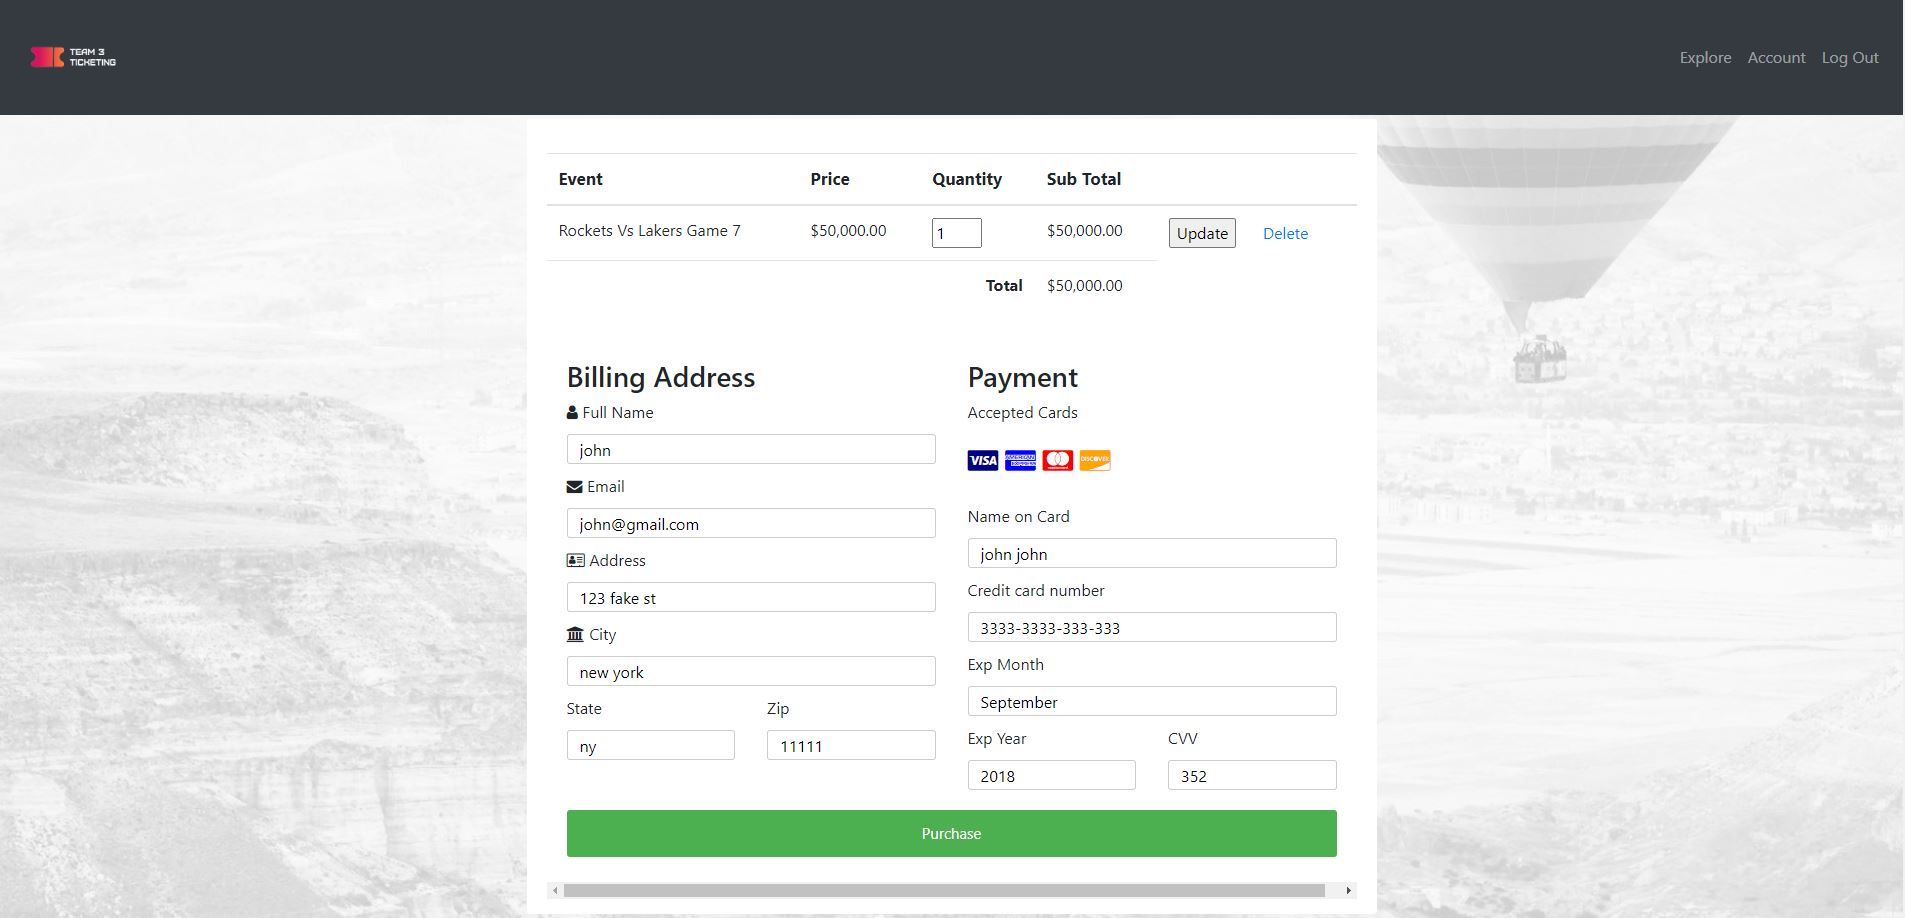 TEAM 3
TICKETING
Explore Account Log Out
Event Price Quantity Sub Total
Rockets Vs Lakers Game 7 $50,000.00 1 $50,000.00 Update Delete
Total $50,000.00
Billing Address
Full Name
john
Email
john@gmail.com
Address
123 fake st
City
new york
State Zip
ny 11111
Payment
Accepted Cards
VISA AMERICAN EXPRESS DISCOVER
Name on Card
john john
Credit card number
3333-3333-333-333
Exp Month
September
Exp Year CVV
2018 352
Purchase